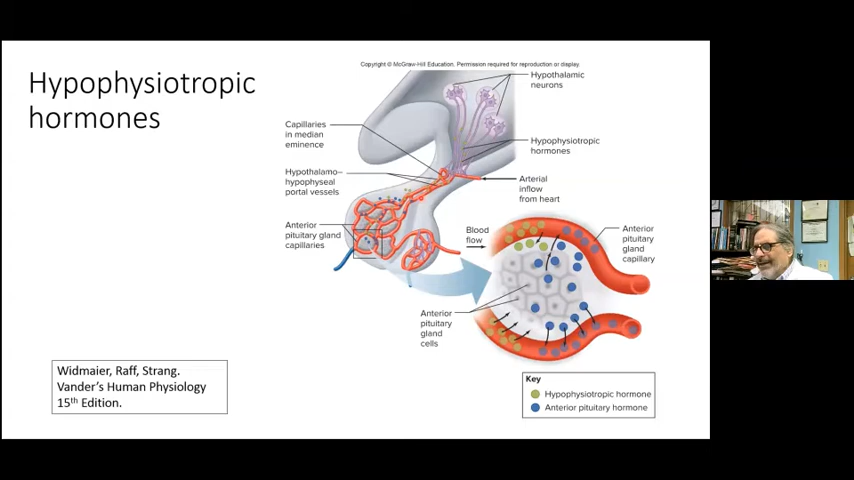 Hypophysiotropic
hormones
Copyright © McGraw-Hill Education. Permission required for reproduction or display.
Hypothalamic
neurons
Capillaries
in median
eminence
Hypophysiotropic
hormones
Hypothalamo–
hypophyseal
portal vessels
Arterial
inflow
from heart
Anterior
pituitary gland
capillaries
Blood
flow
Anterior
pituitary
gland
capillary
Anterior
pituitary
gland
cells
Key
Hypophysiotropic hormone
Anterior pituitary hormone
Widmaier, Raff, Strang.
Vander's Human Physiology
15th Edition.